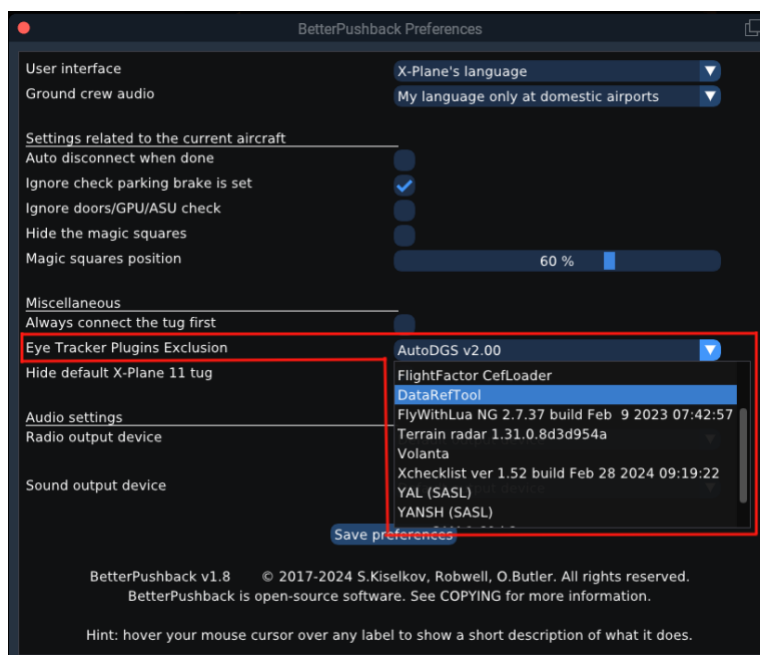 BetterPushback Preferences
User interface
X-Plane's language
Ground crew audio
My language only at domestic airports
Settings related to the current aircraft
Auto disconnect when done
Ignore check parking brake is set
Ignore doors/GPU/ASU check
Hide the magic squares
Magic squares position
60 %
Miscellaneous
Always connect the tug first
Eye Tracker Plugins Exclusion
AutoDGS v2.00
Hide default X-Plane 11 tug
FlightFactor CefLoader
DataRefTool
FlyWithLua NG 2.7.37 build Feb  9 2023 07:42:57
Terrain radar 1.31.0.8d3d954a
Volanta
Xchecklist ver 1.52 build Feb 28 2024 09:19:22
YAL (SASL)
YANSH (SASL)
Audio settings
Radio output device
Sound output device
Save preferences
BetterPushback v1.8    © 2017-2024 S.Kiselkov, Robwell, O.Butler. All rights reserved.
BetterPushback is open-source software. See COPYING for more information.
Hint: hover your mouse cursor over any label to show a short description of what it does.